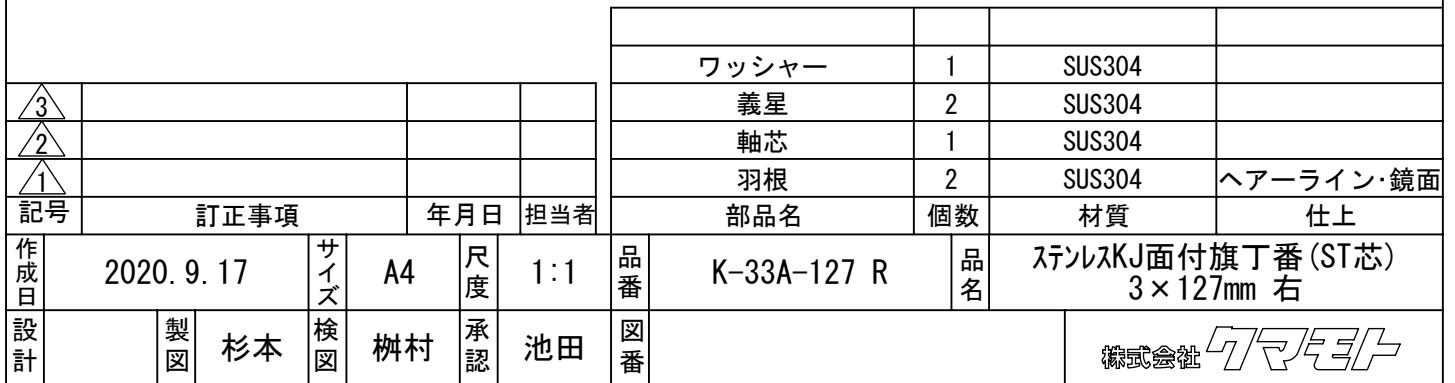 ワッシャー 1 SUS304
3 義星 2 SUS304
2 軸芯 1 SUS304
1 羽根 2 SUS304 ヘアーライン・鏡面
記号 訂正事項 年月日 担当者 部品名 個数 材質 仕上
作成日 2020.9.17 サイズ A4 尺度 1:1 品番 K-33A-127 R 品名 ステンレスKJ面付旗丁番(ST芯)
3×127mm 右
設計 製図 杉本 検図 桝村 承認 池田 図番 株式会社クマモト